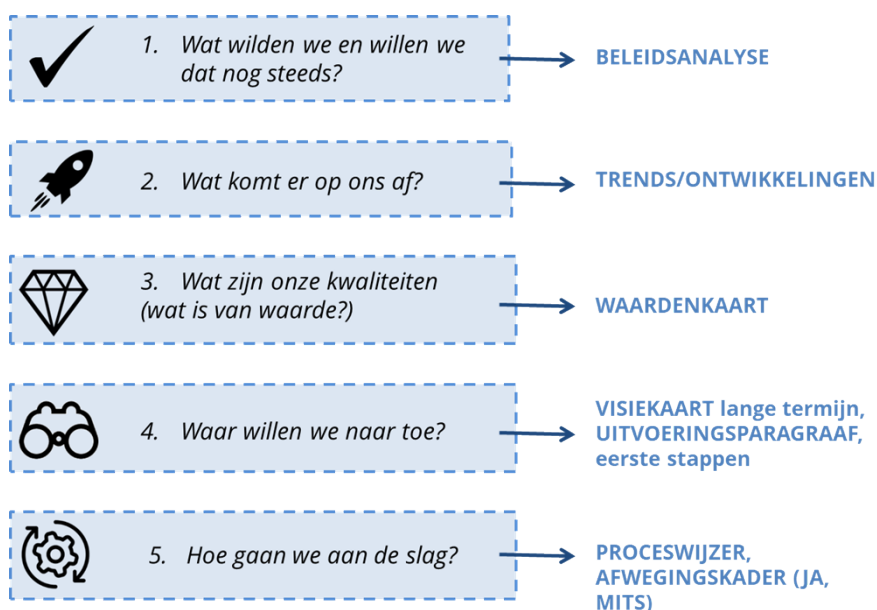 1. Wat wilden we en willen we
dat nog steeds?
BELEIDSANALYSE
2. Wat komt er op ons af?
TRENDS/ONTWIKKELINGEN
3. Wat zijn onze kwaliteiten
(wat is van waarde?)
WAARDENKAART
4. Waar willen we naar toe?
VISIEKAART lange termijn,
UITVOERINGSPARAGRAAF,
eerste stappen
5. Hoe gaan we aan de slag?
PROCESWIJZER,
AFWEGINGSKADER (JA,
MITS)